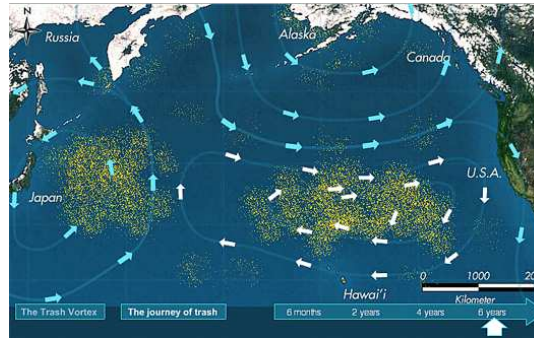 N
Russia
Alaska
Canada
U.S.A.
Japan
Hawai'i
0 1000 20
Kilometer
The Trash Vortex
The journey of trash
6 months 2 years 4 years 6 years